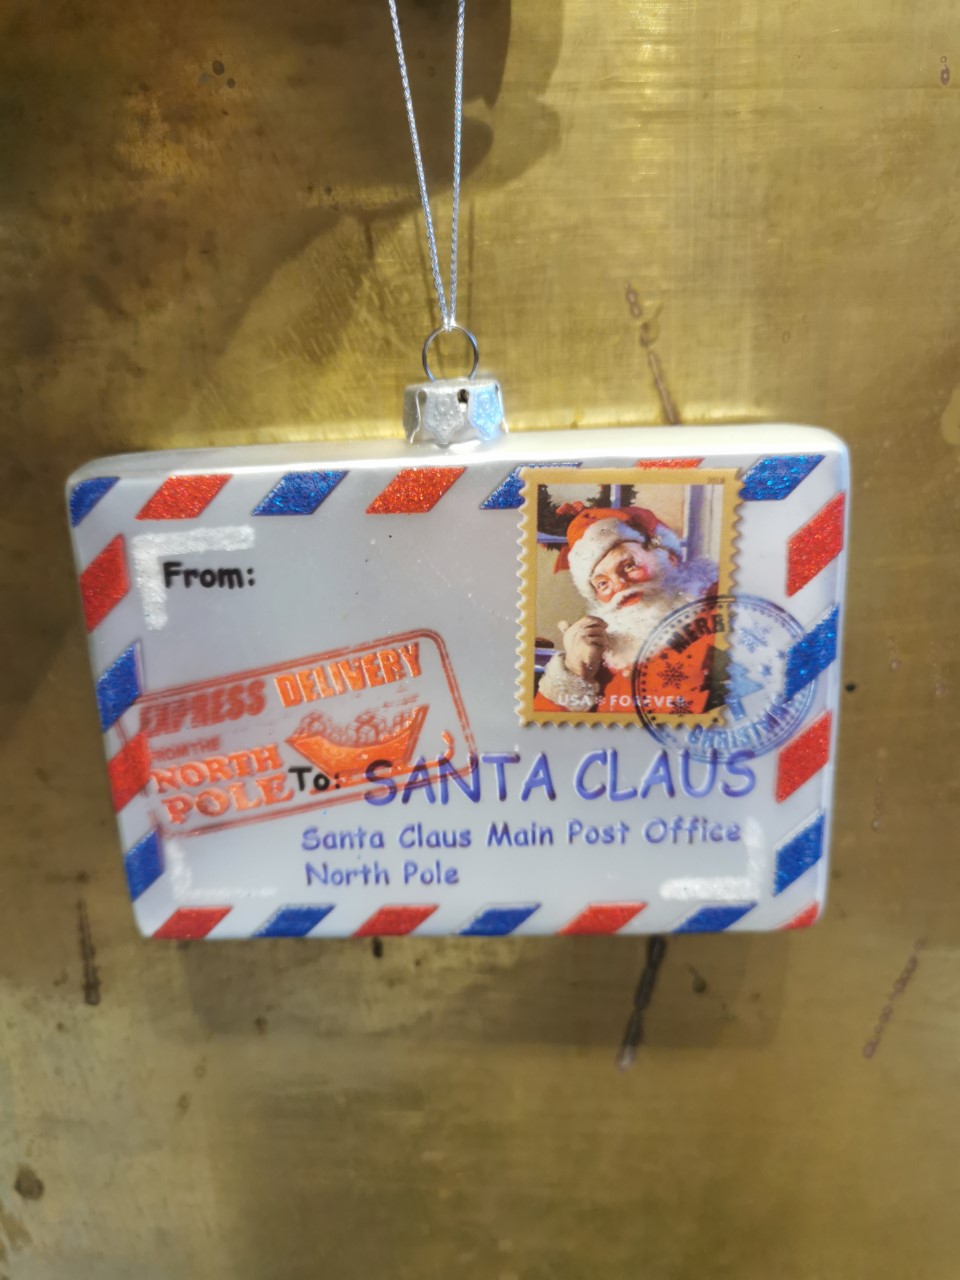 2018
From:
USA FOREVER
MERRY
CHRISTMAS
EXPRESS DELIVERY
FROM THE
NORTH
POLE
To: SANTA CLAUS
Santa Claus Main Post Office
North Pole